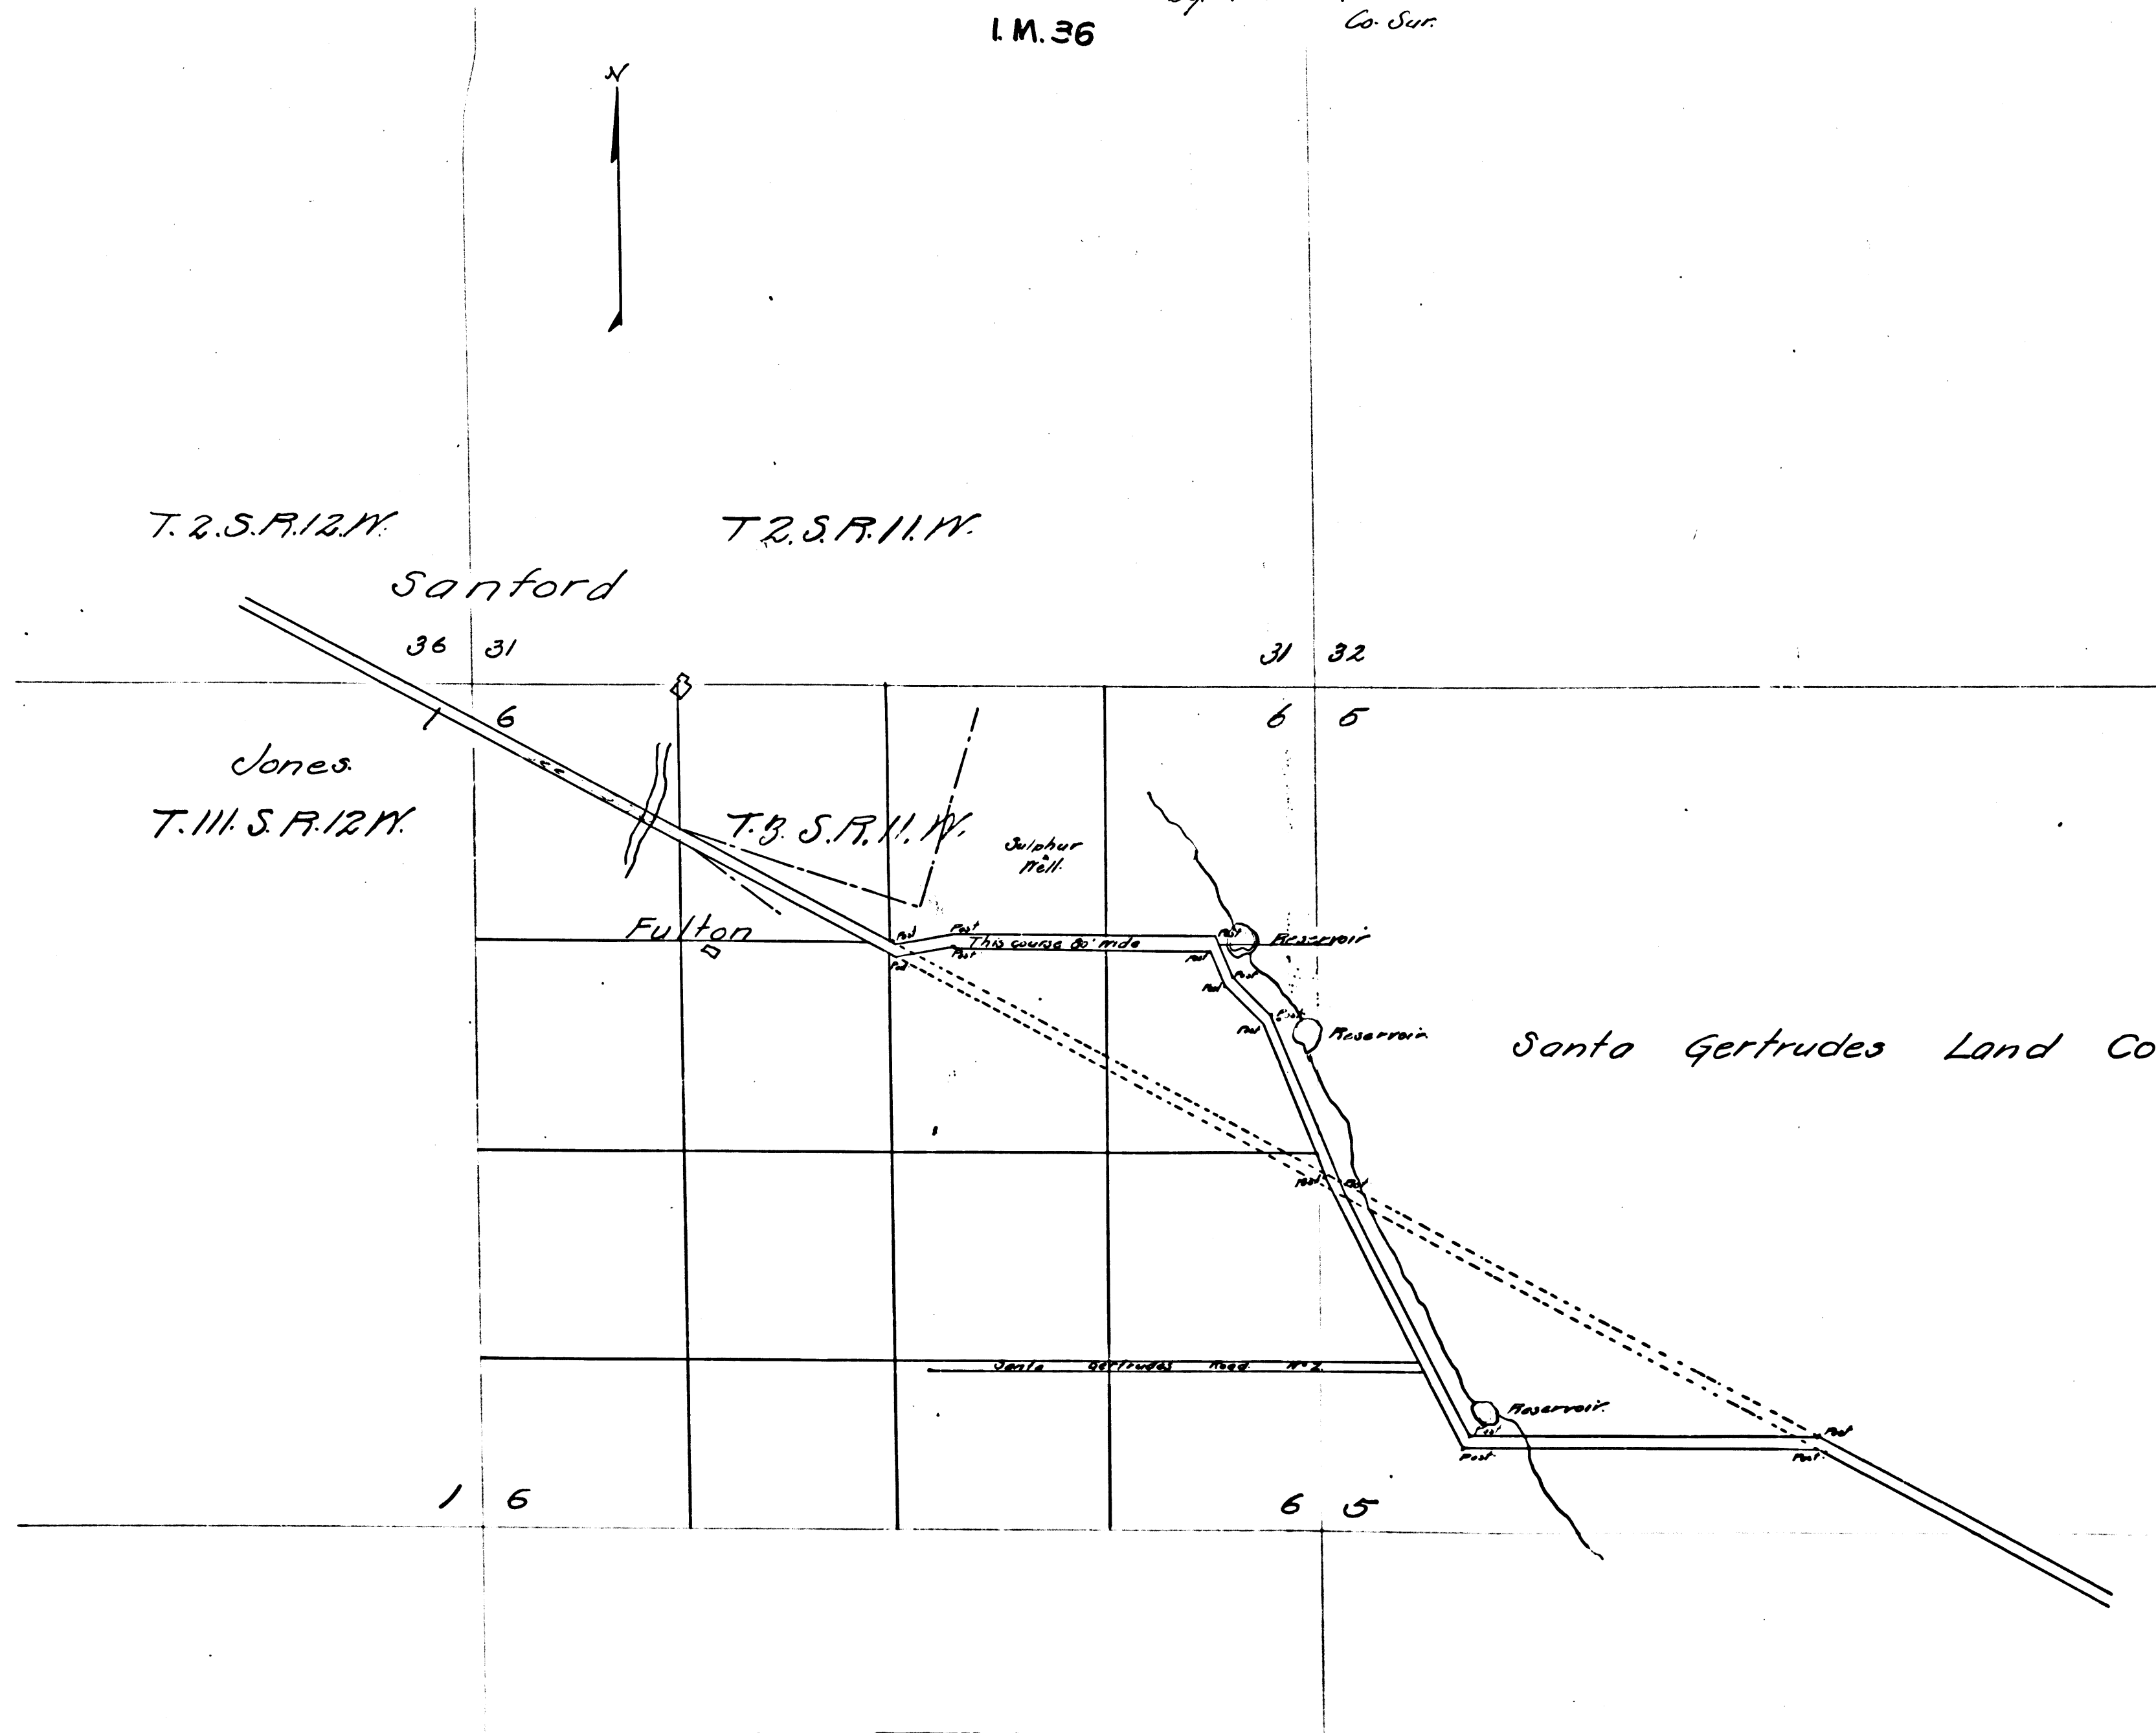 Co. Sur.
I. M. 36
N
T. 2. S. R. 12. W.
T 2. S. R. 11. W.
Sanford
36 31
31 32
1 6
6 5
Jones.
T. III. S. R. 12 W.
T. 3. S. R. 11. W.
Sulphur
Well.
Fulton
Post
Post
This course 80' wide
Post
Post
Reservoir
Post
Post
Post
Post
Post
Post
Reservoir.
Santa Gertrudes Land Co
Post
Post
Post
Santa Gertrudes Road No 2.
Reservoir.
Post
Post
Post
Post
1 6
6 5